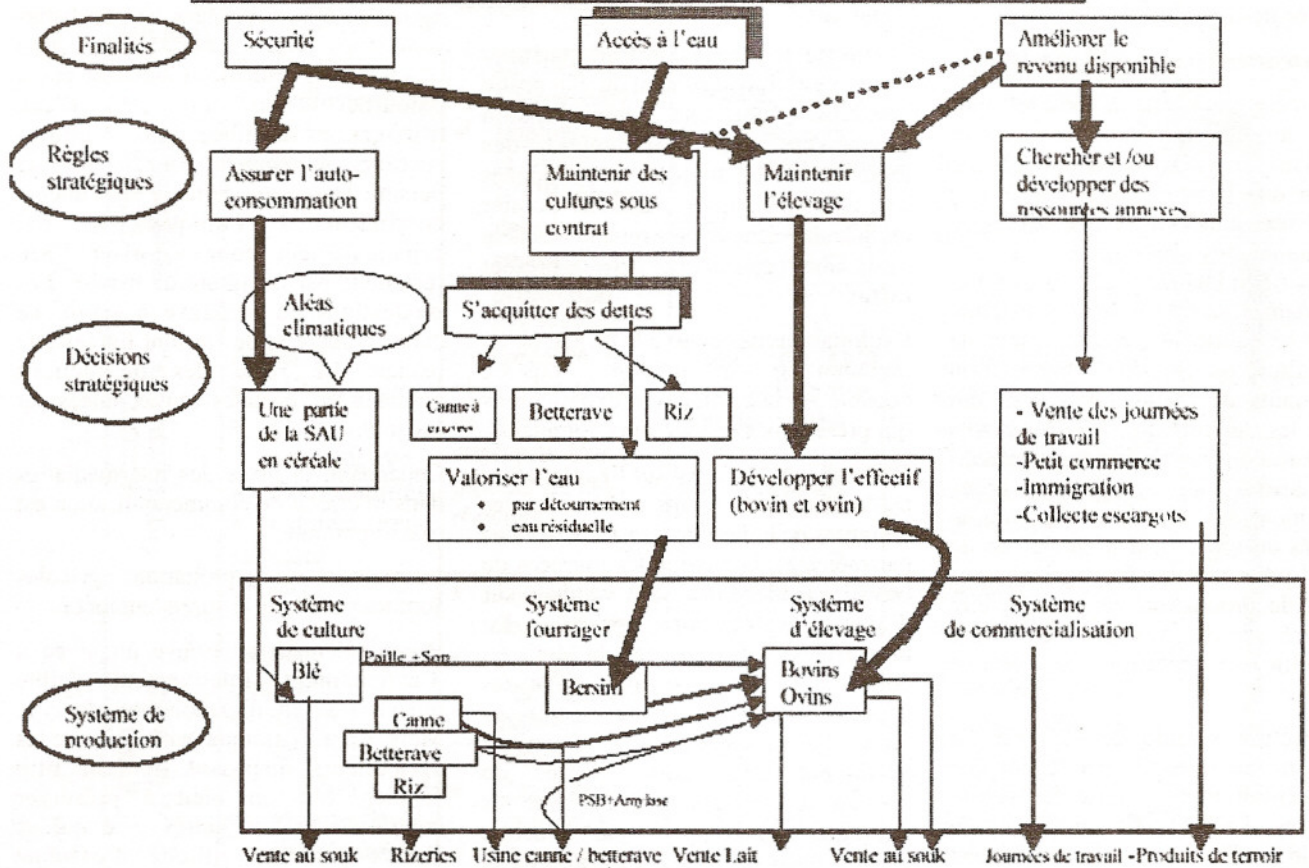 Finalités
Sécurité
Accès à l'eau
Améliorer le
revenu disponible
Règles
stratégiques
Assurer l'auto-
consommation
Maintenir des
cultures sous
contrat
Maintenir
l'élevage
Chercher et /ou
développer des
ressources annexes
Aléas
climatiques
S'acquitter des dettes
Décisions
stratégiques
Une partie
de la SAU
en céréale
Canne à
sucre
Betterave
Riz
- Vente des journées
de travail
-Petit commerce
-Immigration
-Collecte escargots
Valoriser l'eau
• par détournement
• eau résiduelle
Développer l'effectif
(bovin et ovin)
Système
de culture
Système
fourrager
Système
d'élevage
Système
de commercialisation
Blé
Paille +Son
Bersim
Bovins
Ovins
Système de
production
Canne
Betterave
Riz
PSB+Amylase
Vente au souk
Rizeries
Usine canne / betterave
Vente Lait
Vente au souk
Journées de travail -Produits de terroir